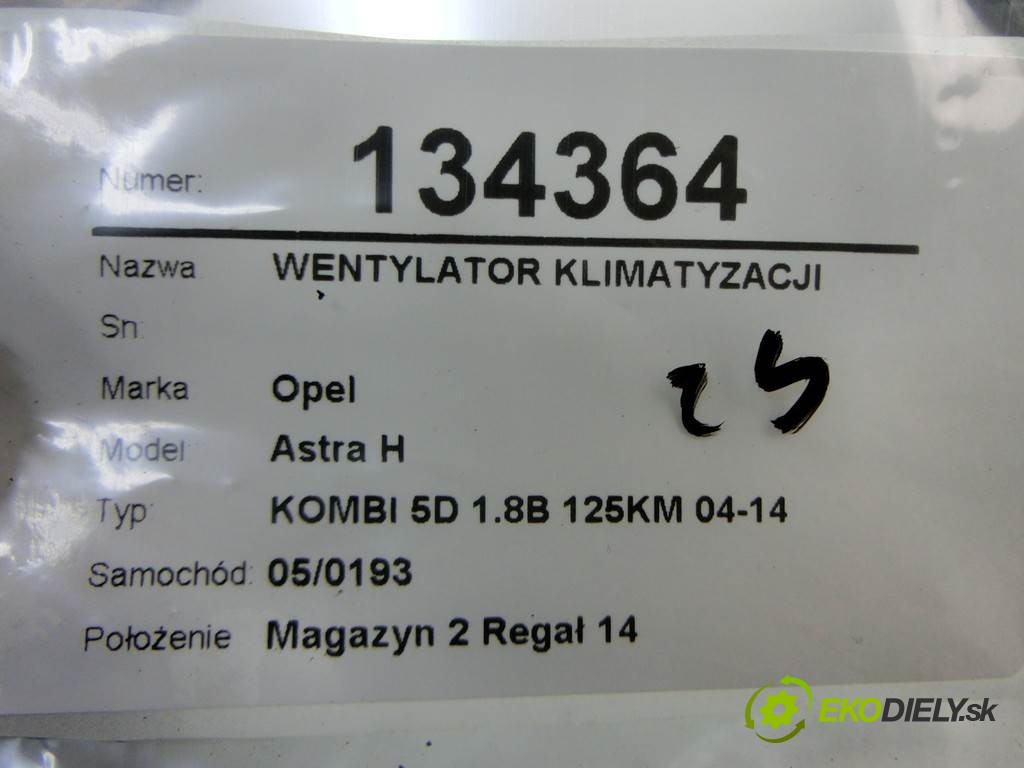 Numer: 134364
Nazwa WENTYLATOR KLIMATYZACJI
Sn:
Marka Opel
Model: Astra H
Typ: KOMBI 5D 1.8B 125KM 04-14
Samochód: 05/0193
Położenie Magazyn 2 Regał 14
EKODIELY.sk